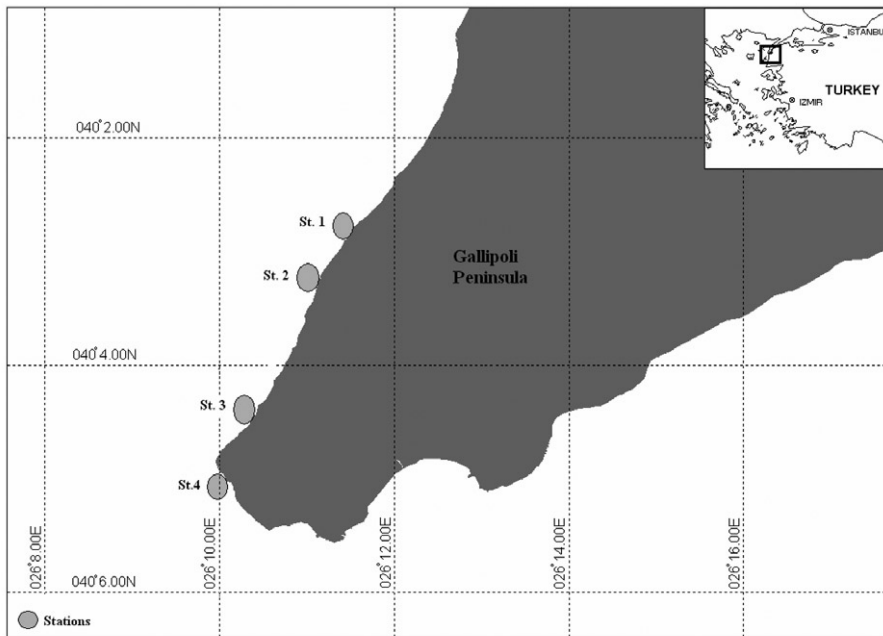 ISTANBUL
TURKEY
IZMIR
040°2.00N
St. 1
St. 2
Gallipoli
Peninsula
040°4.00N
St. 3
St.4
026°8.00E
026°10.00E
026°12.00E
026°14.00E
026°16.00E
040°6.00N
Stations